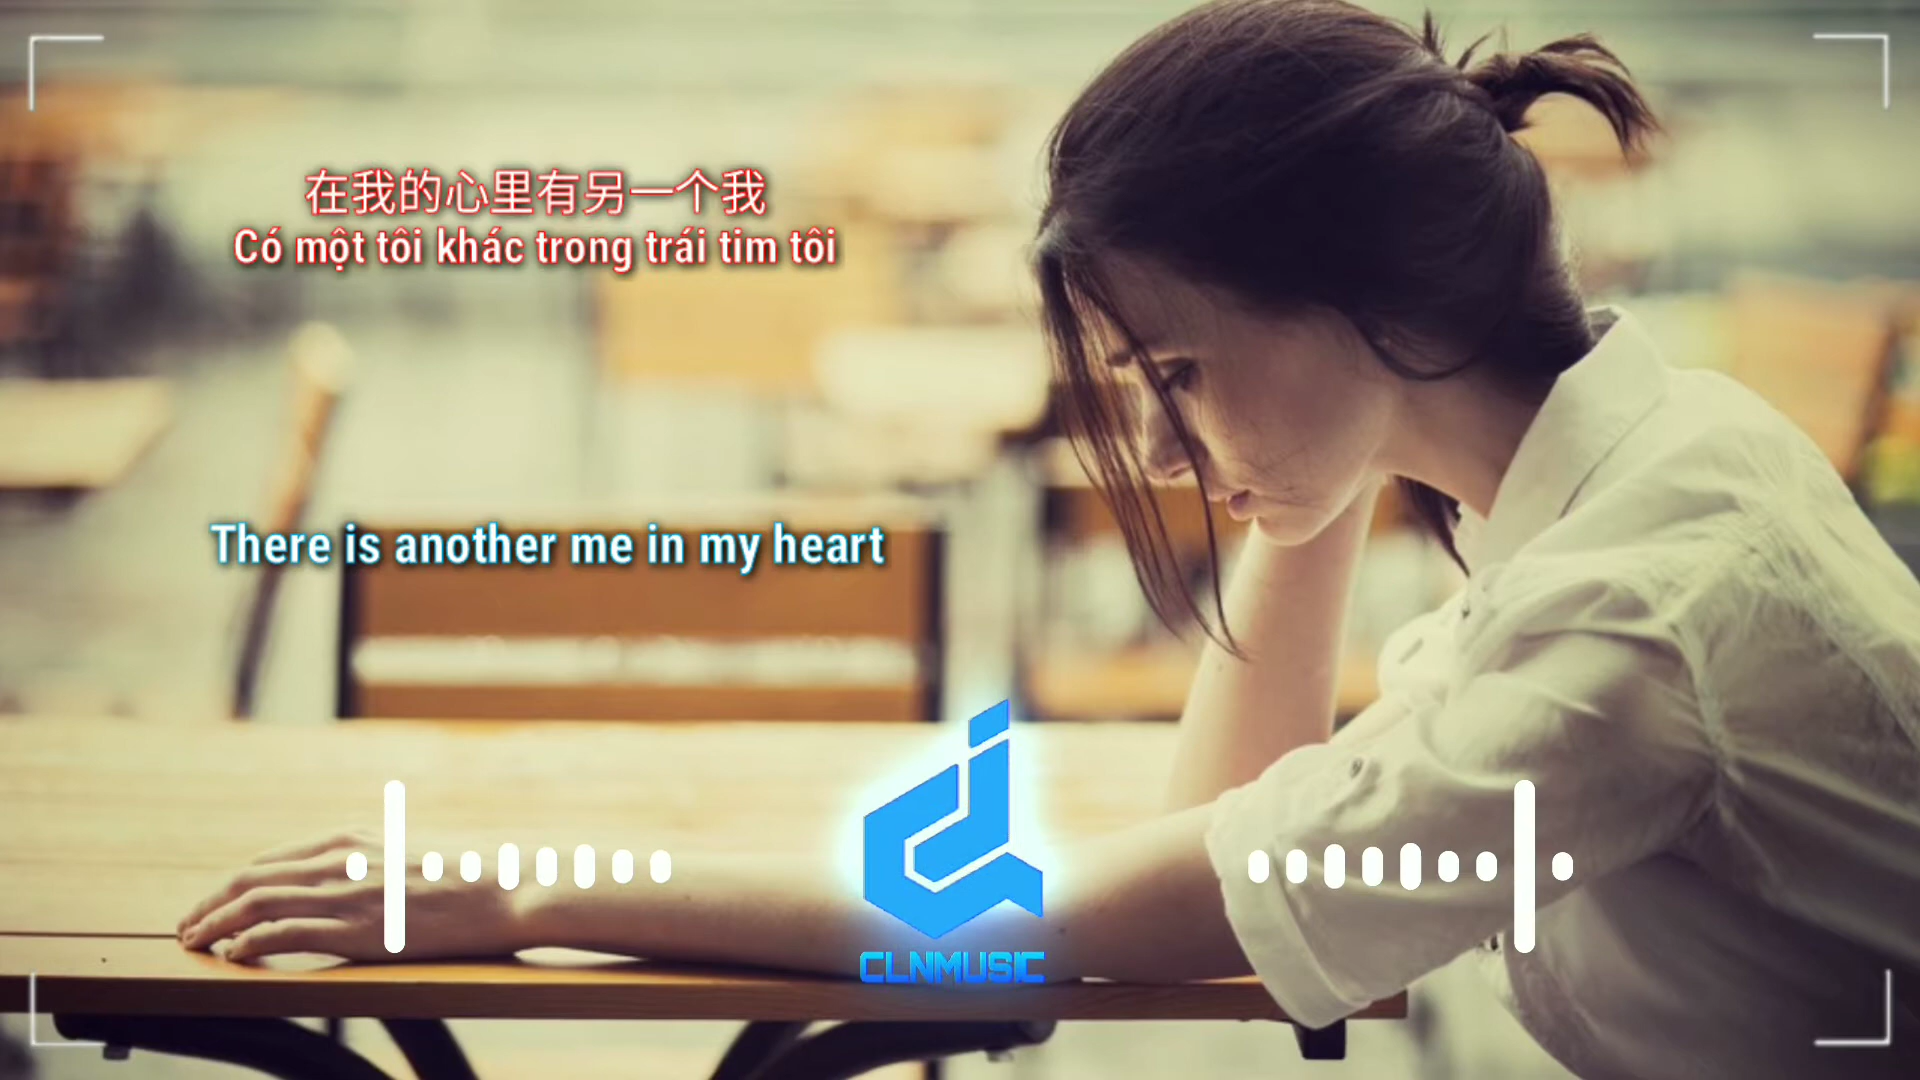 在我的心里有另一个我
Có một tôi khác trong trái tim tôi
There is another me in my heart
CLNMUSIC